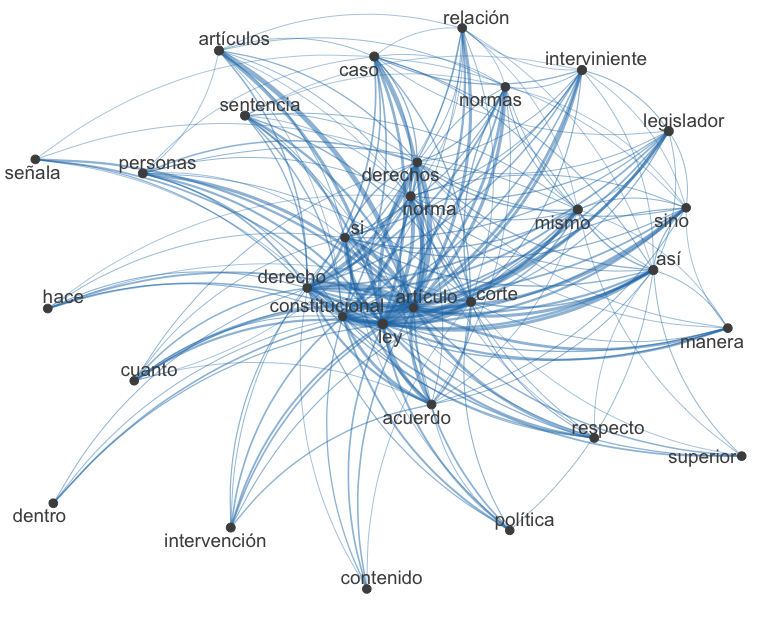 relación
artículos
interviniente
caso
normas
sentencia
legislador
personas
señala
derechos
norma
mismo
sino
si
así
derecho
hace
constitucional
artículo
corte
ley
manera
cuanto
acuerdo
respecto
superior
dentro
política
intervención
contenido